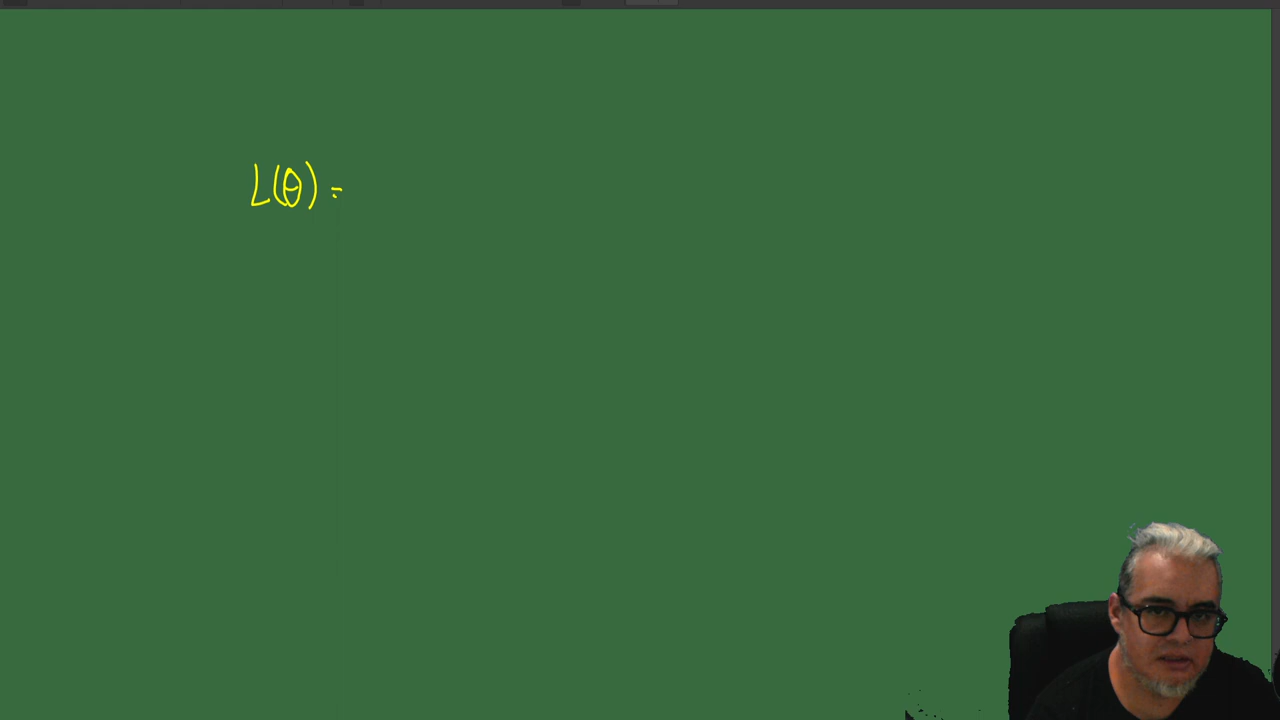 L(θ) =